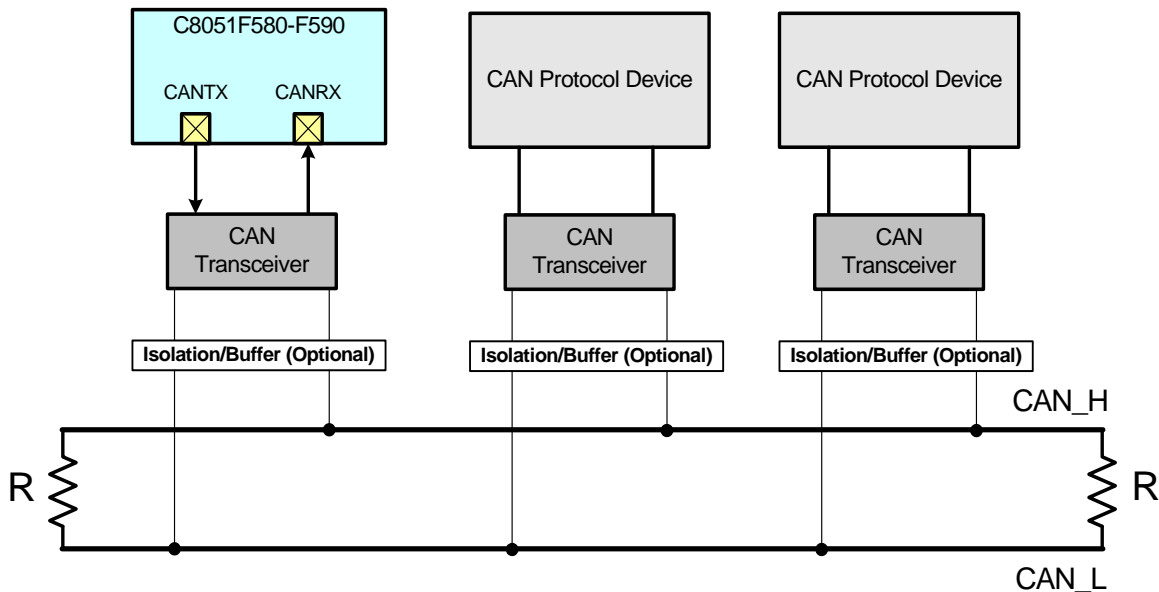 C8051F580-F590
CANTX
CANRX
CAN Protocol Device
CAN Protocol Device
CAN
Transceiver
CAN
Transceiver
CAN
Transceiver
Isolation/Buffer (Optional)
Isolation/Buffer (Optional)
Isolation/Buffer (Optional)
CAN_H
R
R
CAN_L